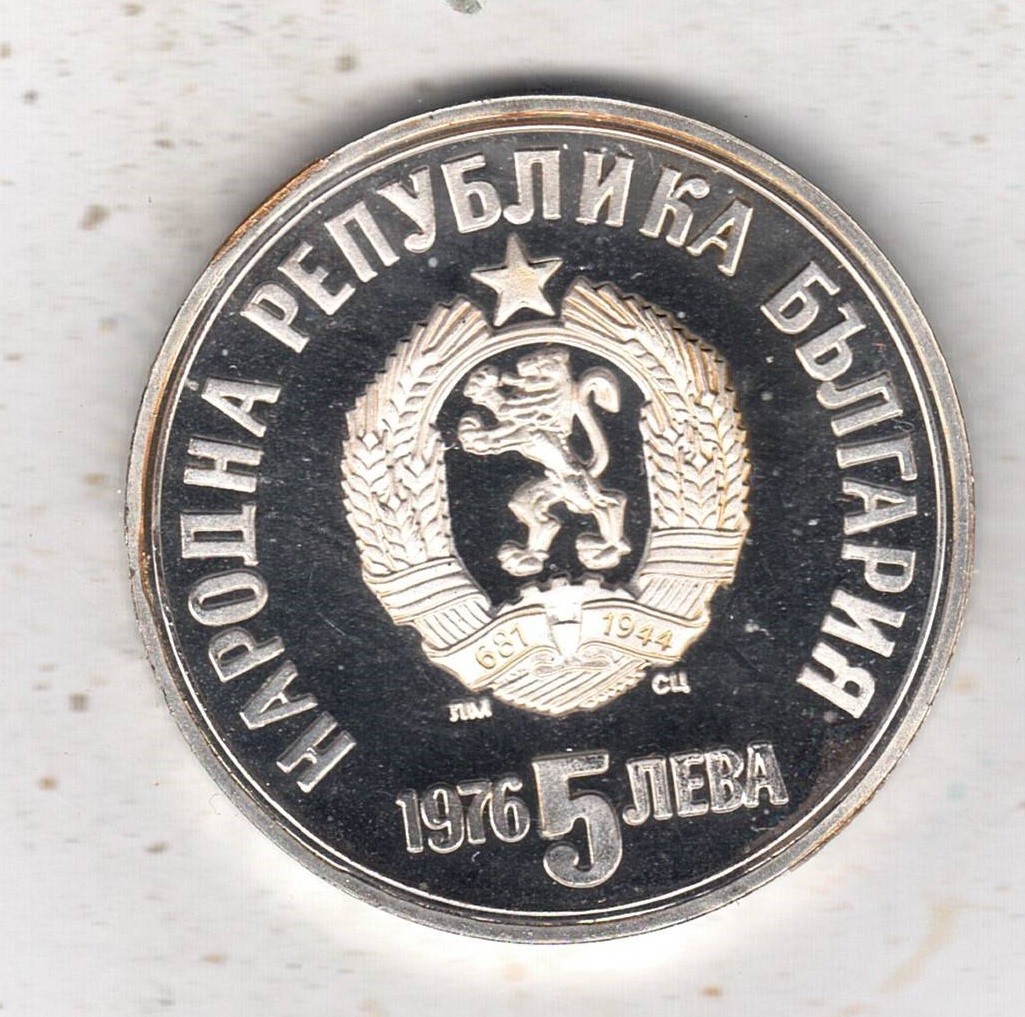 НАРОДНА РЕПУБЛИКА БЪЛГАРИЯ
681 1944
ЛМ СЦ
1976 5 ЛЕВА